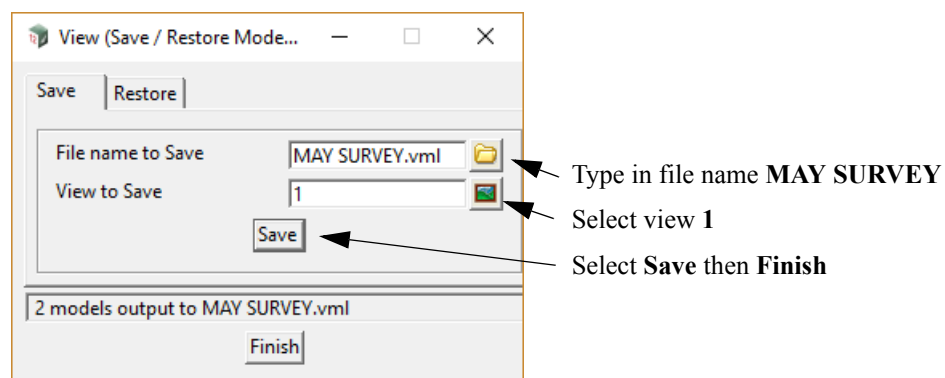 View (Save / Restore Mode...
Save Restore
File name to Save MAY SURVEY.vml
Type in file name MAY SURVEY
View to Save 1
Select view 1
Save
Select Save then Finish
2 models output to MAY SURVEY.vml
Finish